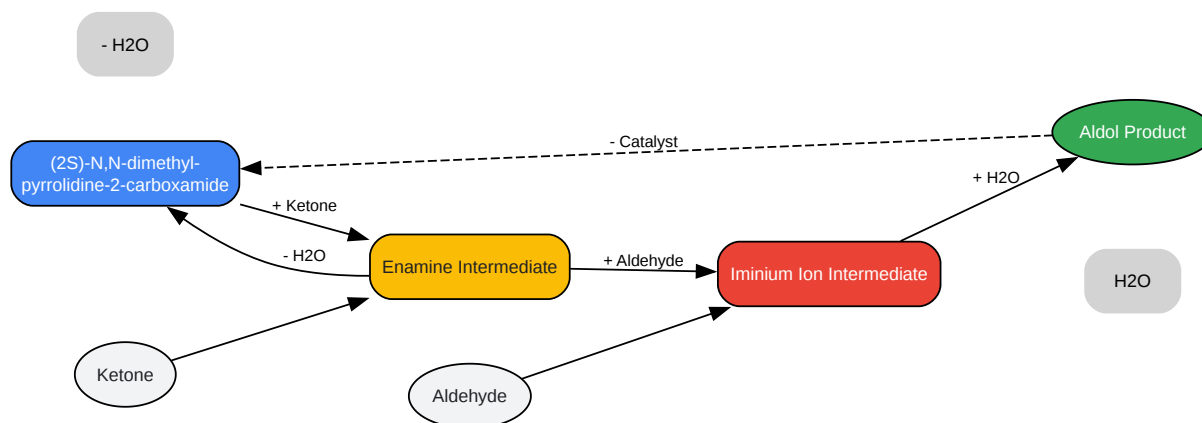 - H2O
Aldol Product
- Catalyst
(2S)-N,N-dimethyl-
pyrrolidine-2-carboxamide
+ H2O
+ Ketone
- H2O
+ Aldehyde
Enamine Intermediate
Iminium Ion Intermediate
H2O
Ketone
Aldehyde